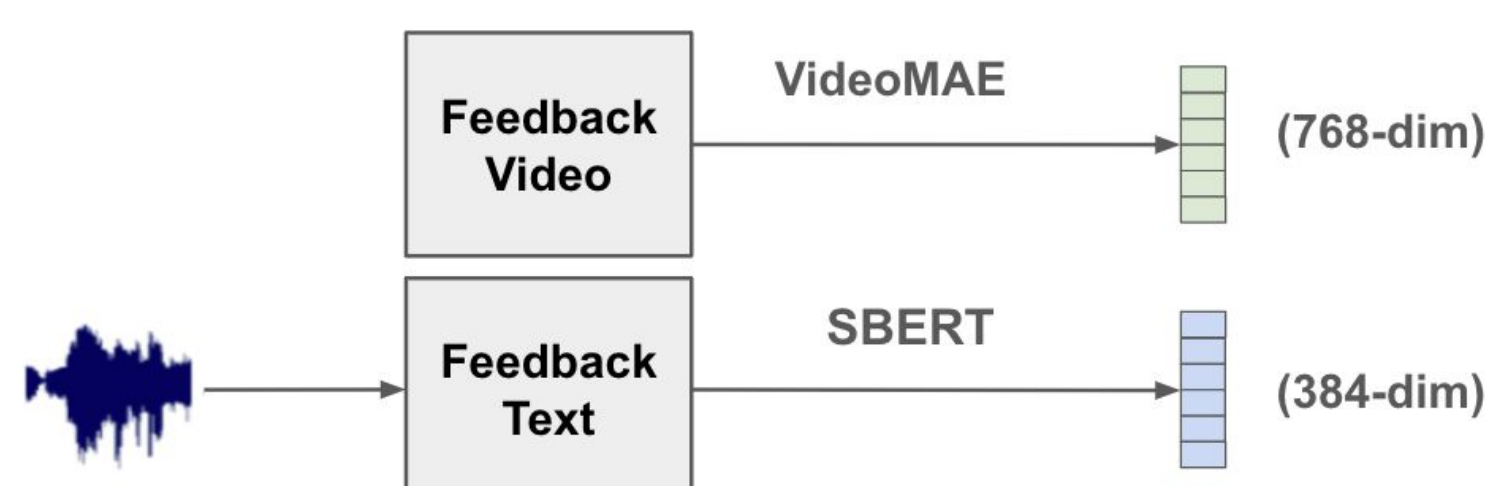 Feedback
Video
VideoMAE
(768-dim)
Feedback
Text
SBERT
(384-dim)